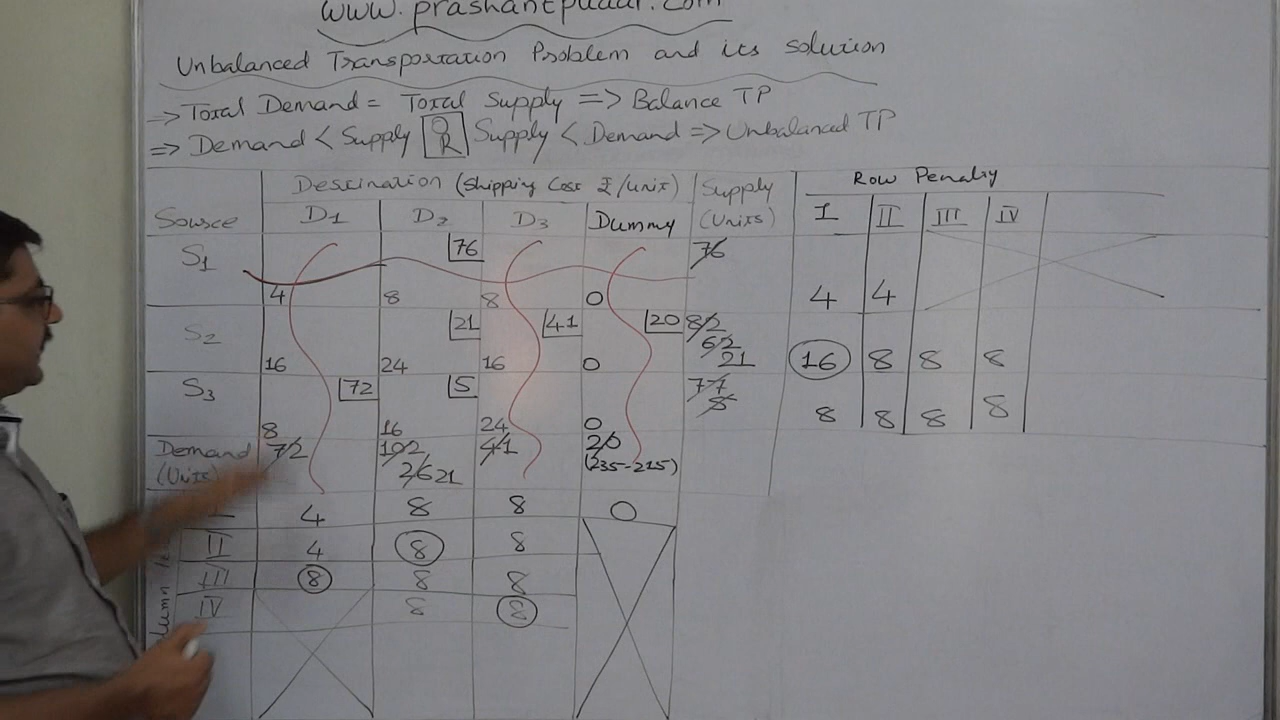 www.prashantpuaar.com
Unbalanced Transportation Problem and its solution
→ Total Demand = Total Supply => Balance TP
=> Demand < Supply OR Supply < Demand => Unbalanced TP
Destination (Shipping Cost ₹/unit) Supply Row Penalty
Source D1 D2 D3 Dummy (Units) I II III IV
S1 76 76
4 8 8 0 4 4
S2 21 41 20 82
62
16 24 16 0 21 16 8 8 8
S3 72 5 77
8
8 16 24 0 8 8 8 8
Demand 72 102 41 20
(Units) 26 21 (235-215)
I 4 8 8 0
II 4 8 8
III 8 8 8
IV 8 8